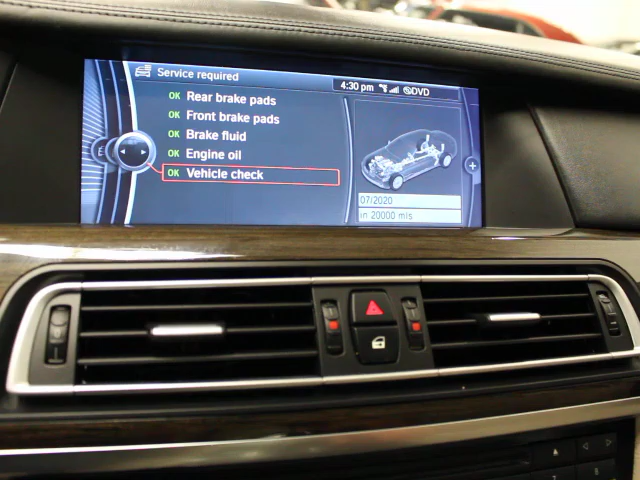 Service required
4:30 pm DVD
OK Rear brake pads
OK Front brake pads
OK Brake fluid
OK Engine oil
OK Vehicle check
07/2020
in 20000 mls